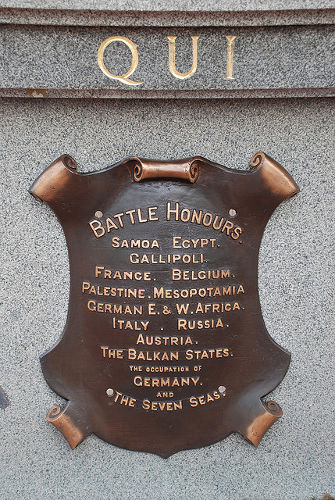 QUI
BATTLE HONOURS.
SAMOA EGYPT.
GALLIPOLI.
FRANCE. BELGIUM.
PALESTINE. MESOPOTAMIA
GERMAN E. & W. AFRICA.
ITALY. RUSSIA.
AUSTRIA.
THE BALKAN STATES.
THE OCCUPATION OF
GERMANY.
AND
THE SEVEN SEAS.